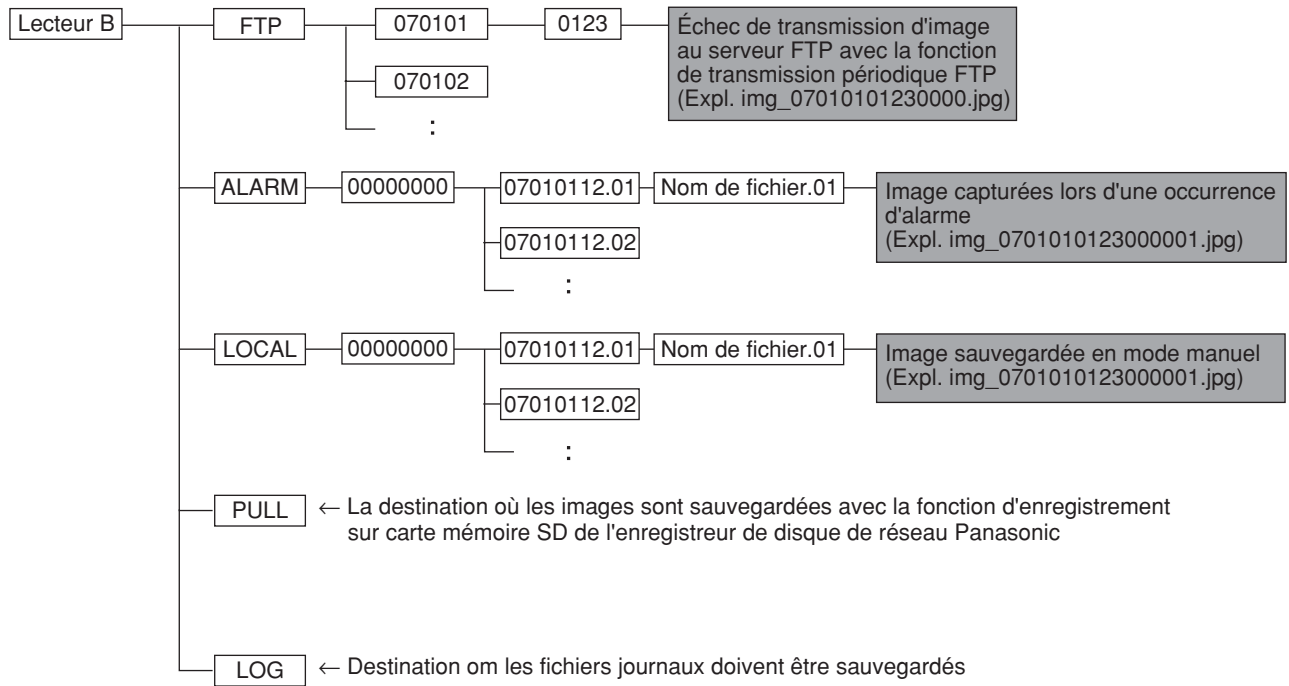 Lecteur B
FTP
070101
0123
Échec de transmission d'image
au serveur FTP avec la fonction
de transmission périodique FTP
(Expl. img_07010101230000.jpg)
070102
:
ALARM
00000000
07010112.01
Nom de fichier.01
Image capturées lors d'une occurrence
d'alarme
(Expl. img_0701010123000001.jpg)
07010112.02
:
LOCAL
00000000
07010112.01
Nom de fichier.01
Image sauvegardée en mode manuel
(Expl. img_0701010123000001.jpg)
07010112.02
:
PULL
← La destination où les images sont sauvegardées avec la fonction d'enregistrement
sur carte mémoire SD de l'enregistreur de disque de réseau Panasonic
LOG
← Destination om les fichiers journaux doivent être sauvegardés